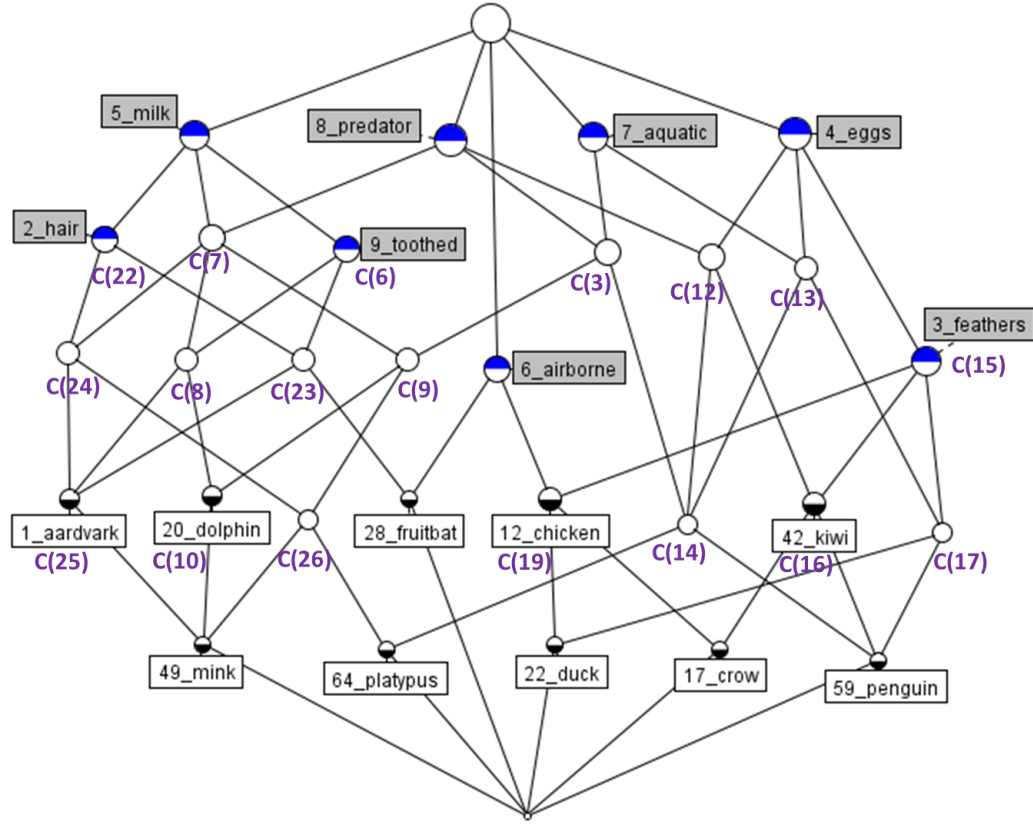 5_milk
8_predator
7_aquatic
4_eggs
2_hair
9_toothed
C(22)
C(7)
C(6)
C(3)
C(12)
C(13)
3_feathers
C(15)
6_airborne
C(24)
C(8)
C(23)
C(9)
1_aardvark
20_dolphin
28_fruitbat
12_chicken
42_kiwi
C(25)
C(10)
C(26)
C(19)
C(14)
C(16)
C(17)
49_mink
64_platypus
22_duck
17_crow
59_penguin